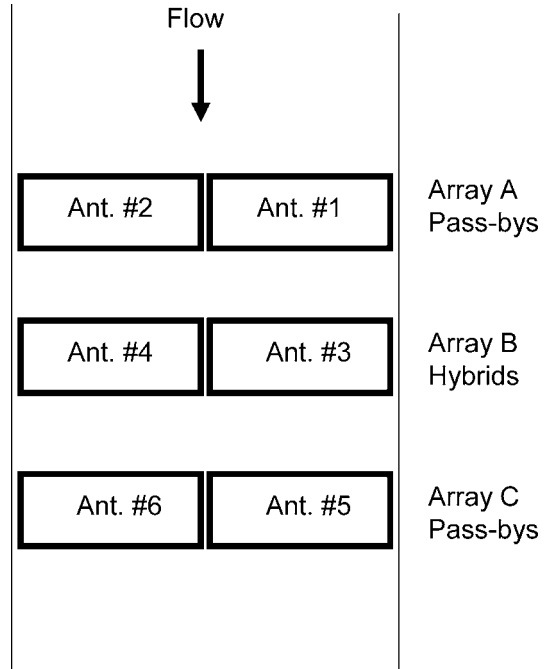 Flow
Ant. #2
Ant. #1
Array A
Pass-bys
Ant. #4
Ant. #3
Array B
Hybrids
Ant. #6
Ant. #5
Array C
Pass-bys